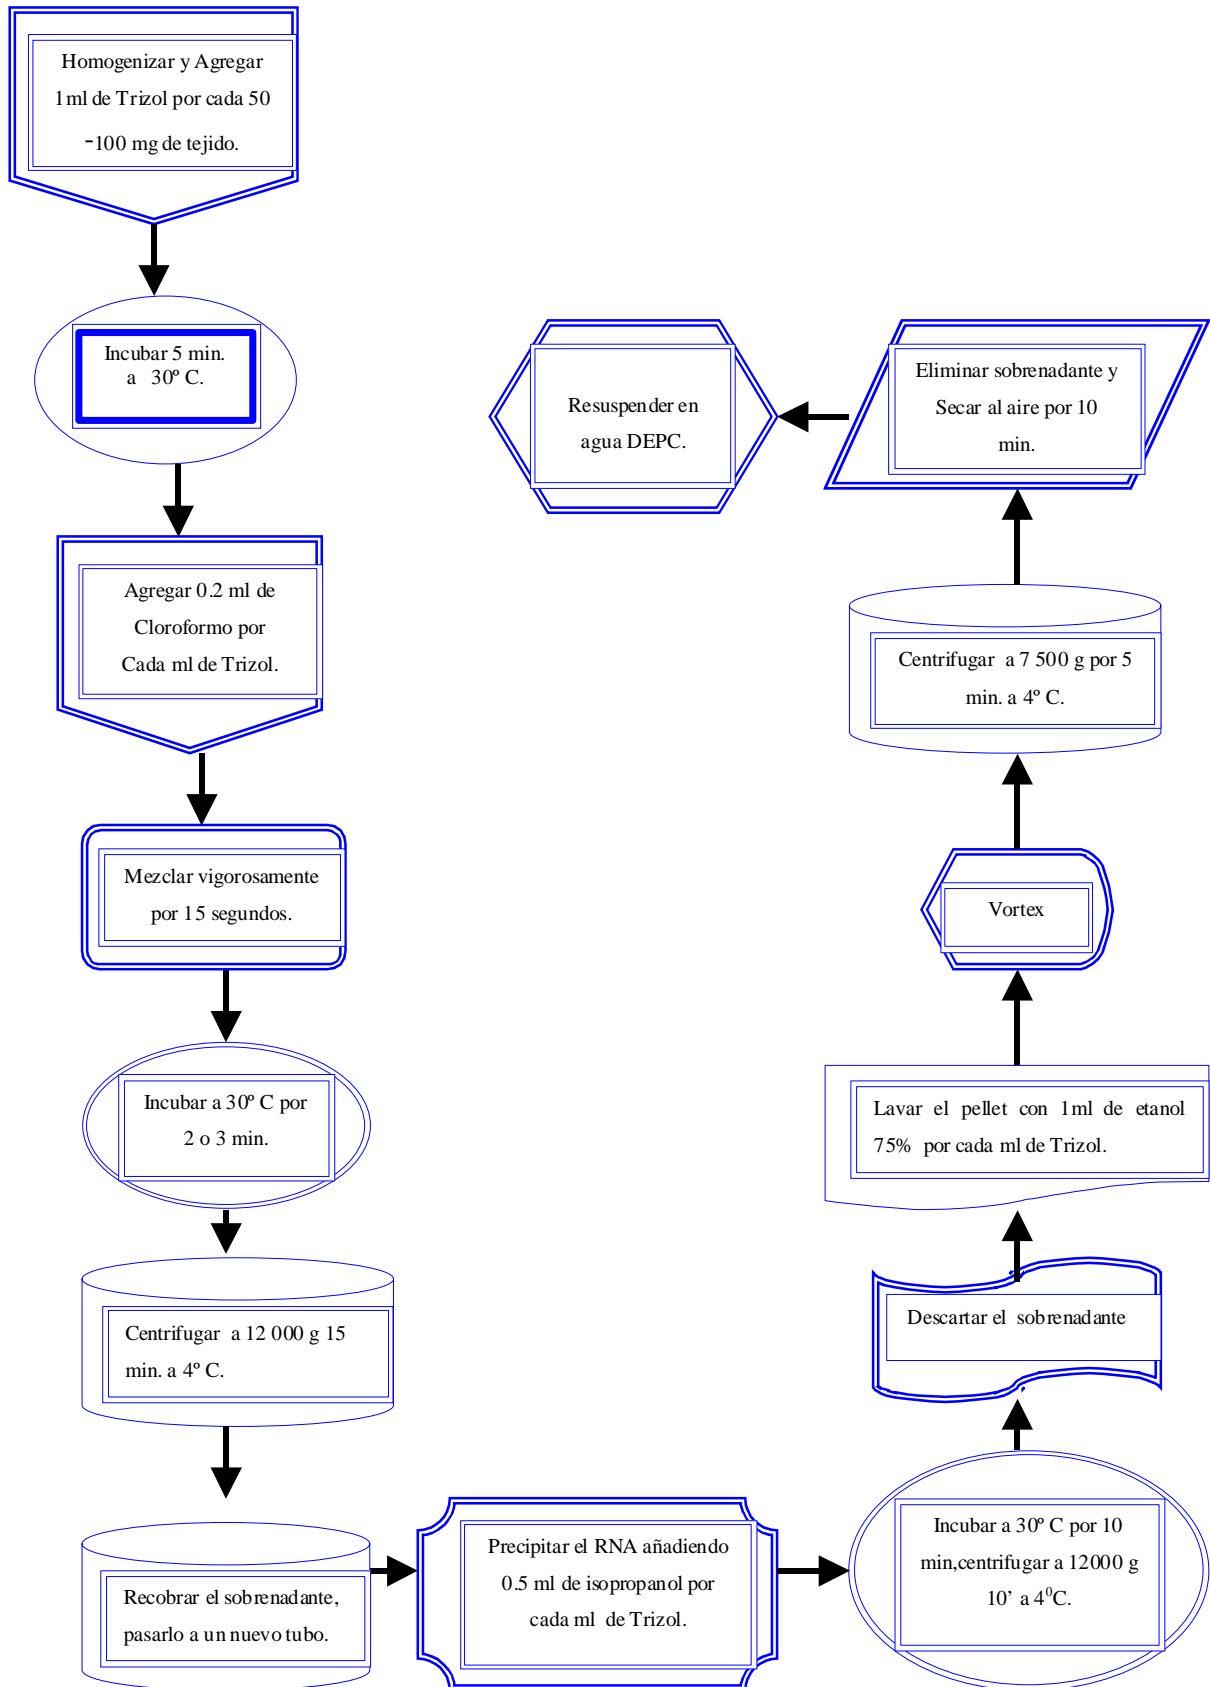 Homogenizar y Agregar
1ml de Trizol por cada 50
-100 mg de tejido.
Incubar 5 min.
a 30º C.
Agregar 0.2 ml de
Cloroformo por
Cada ml de Trizol.
Mezclar vigorosamente
por 15 segundos.
Incubar a 30º C por
2 o 3 min.
Centrifugar a 12 000 g 15
min. a 4º C.
Recobrar el sobrenadante,
pasarlo a un nuevo tubo.
Precipitar el RNA añadiendo
0.5 ml de isopropanol por
cada ml de Trizol.
Incubar a 30º C por 10
min,centrifugar a 12000 g
10’ a 4⁰C.
Descartar el sobrenadante
Lavar el pellet con 1ml de etanol
75% por cada ml de Trizol.
Vortex
Centrifugar a 7 500 g por 5
min. a 4º C.
Eliminar sobrenadante y
Secar al aire por 10
min.
Resuspender en
agua DEPC.